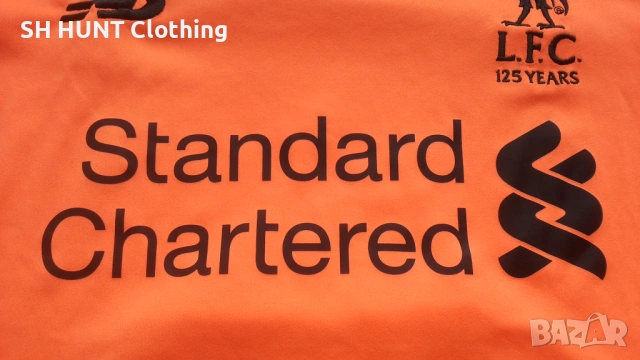 SH HUNT Clothing
L.F.C.
125 YEARS
Standard
Chartered
BAZAR